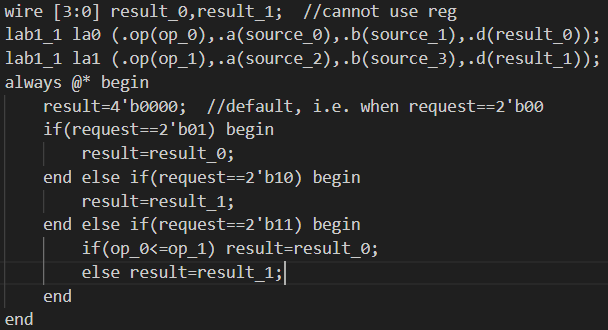 wire [3:0] result_0,result_1;  //cannot use reg
lab1_1 la0 (.op(op_0),.a(source_0),.b(source_1),.d(result_0));
lab1_1 la1 (.op(op_1),.a(source_2),.b(source_3),.d(result_1));
always @* begin
    result=4'b0000;  //default, i.e. when request==2'b00
    if(request==2'b01) begin
        result=result_0;
    end else if(request==2'b10) begin
        result=result_1;
    end else if(request==2'b11) begin
        if(op_0<=op_1) result=result_0;
        else result=result_1;
    end
end